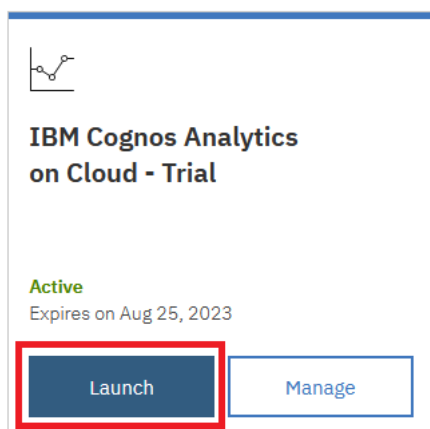 IBM Cognos Analytics
on Cloud - Trial
Active
Expires on Aug 25, 2023
Launch
Manage